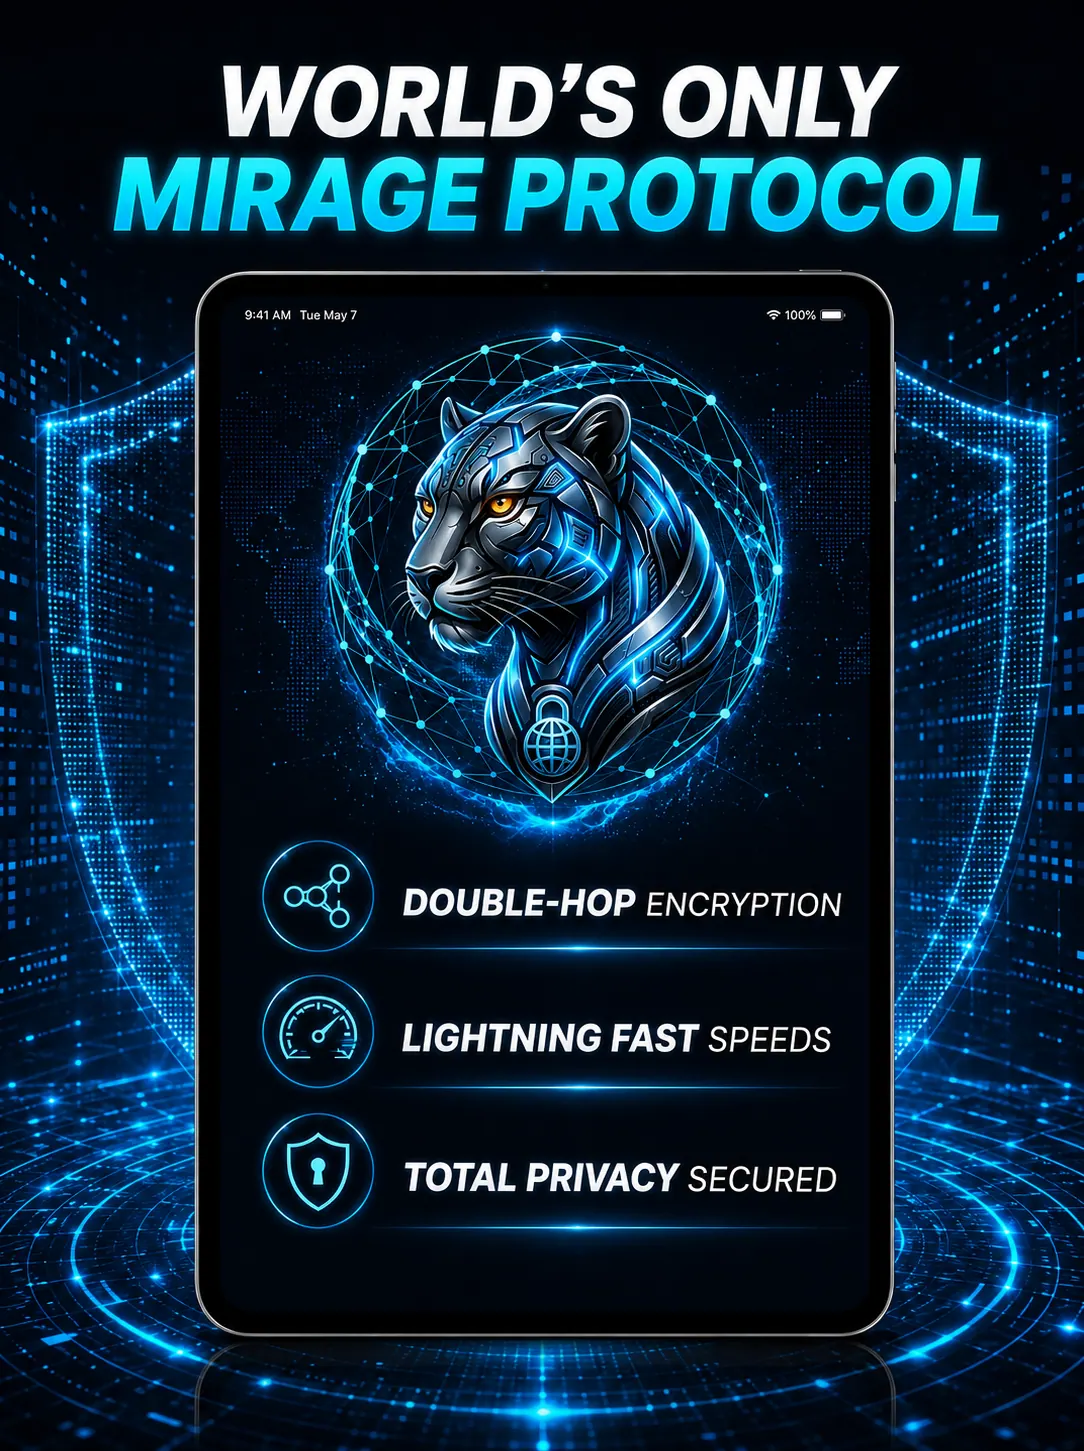 WORLD’S ONLY
MIRAGE PROTOCOL
9:41 AM Tue May 7 100%
DOUBLE-HOP ENCRYPTION
LIGHTNING FAST SPEEDS
TOTAL PRIVACY SECURED